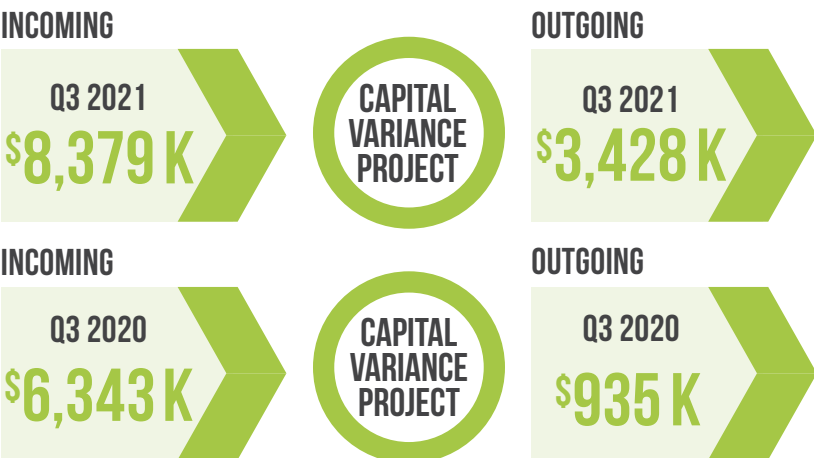 INCOMING
Q3 2021
$8,379 K
CAPITAL
VARIANCE
PROJECT
OUTGOING
Q3 2021
$3,428 K
INCOMING
Q3 2020
$6,343 K
CAPITAL
VARIANCE
PROJECT
OUTGOING
Q3 2020
$935 K